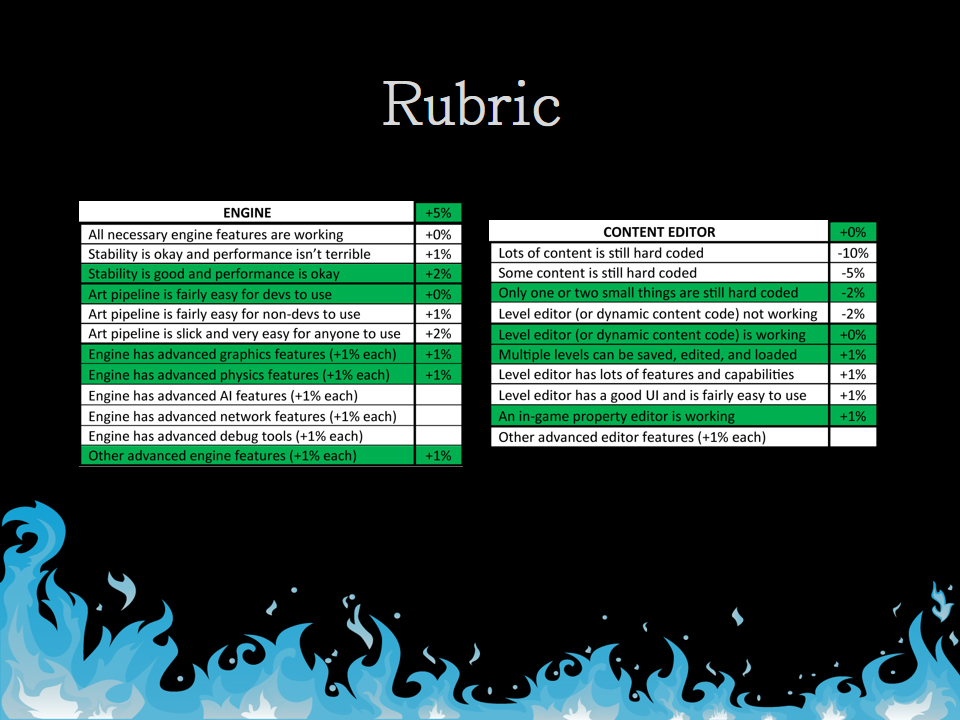 Rubric
ENGINE +5%
All necessary engine features are working +0%
Stability is okay and performance isn't terrible +1%
Stability is good and performance is okay +2%
Art pipeline is fairly easy for devs to use +0%
Art pipeline is fairly easy for non-devs to use +1%
Art pipeline is slick and very easy for anyone to use +2%
Engine has advanced graphics features (+1% each) +1%
Engine has advanced physics features (+1% each) +1%
Engine has advanced AI features (+1% each)
Engine has advanced network features (+1% each)
Engine has advanced debug tools (+1% each)
Other advanced engine features (+1% each) +1%
CONTENT EDITOR +0%
Lots of content is still hard coded -10%
Some content is still hard coded -5%
Only one or two small things are still hard coded -2%
Level editor (or dynamic content code) not working -2%
Level editor (or dynamic content code) is working +0%
Multiple levels can be saved, edited, and loaded +1%
Level editor has lots of features and capabilities +1%
Level editor has a good UI and is fairly easy to use +1%
An in-game property editor is working +1%
Other advanced editor features (+1% each)